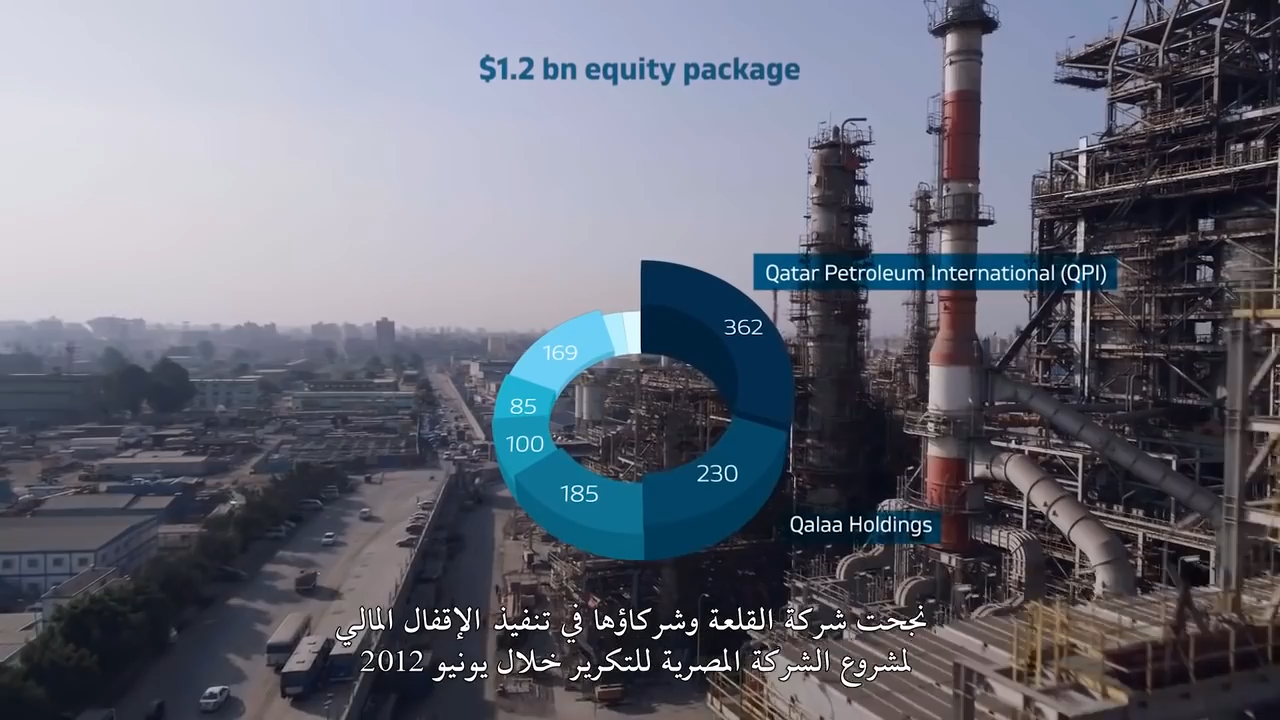 $1.2 bn equity package
Qatar Petroleum International (QPI)
362
169
85
100
230
185
Qalaa Holdings
نجحت شركة القلعة وشركاؤها في تنفيذ الإقفال المالي
لمشروع الشركة المصرية للتكرير خلال يونيو 2012